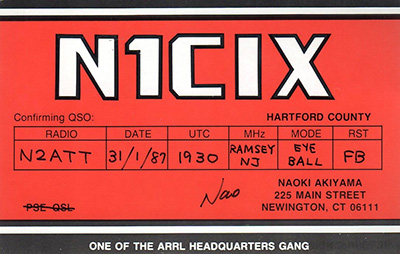 N1CIX
Confirming QSO: HARTFORD COUNTY
RADIO DATE UTC MHz MODE RST
N2ATT 31/1/87 1930 RAMSEY NJ EYE BALL FB
Nao
NAOKI AKIYAMA
PSE QSL 225 MAIN STREET
NEWINGTON, CT 06111
ONE OF THE ARRL HEADQUARTERS GANG